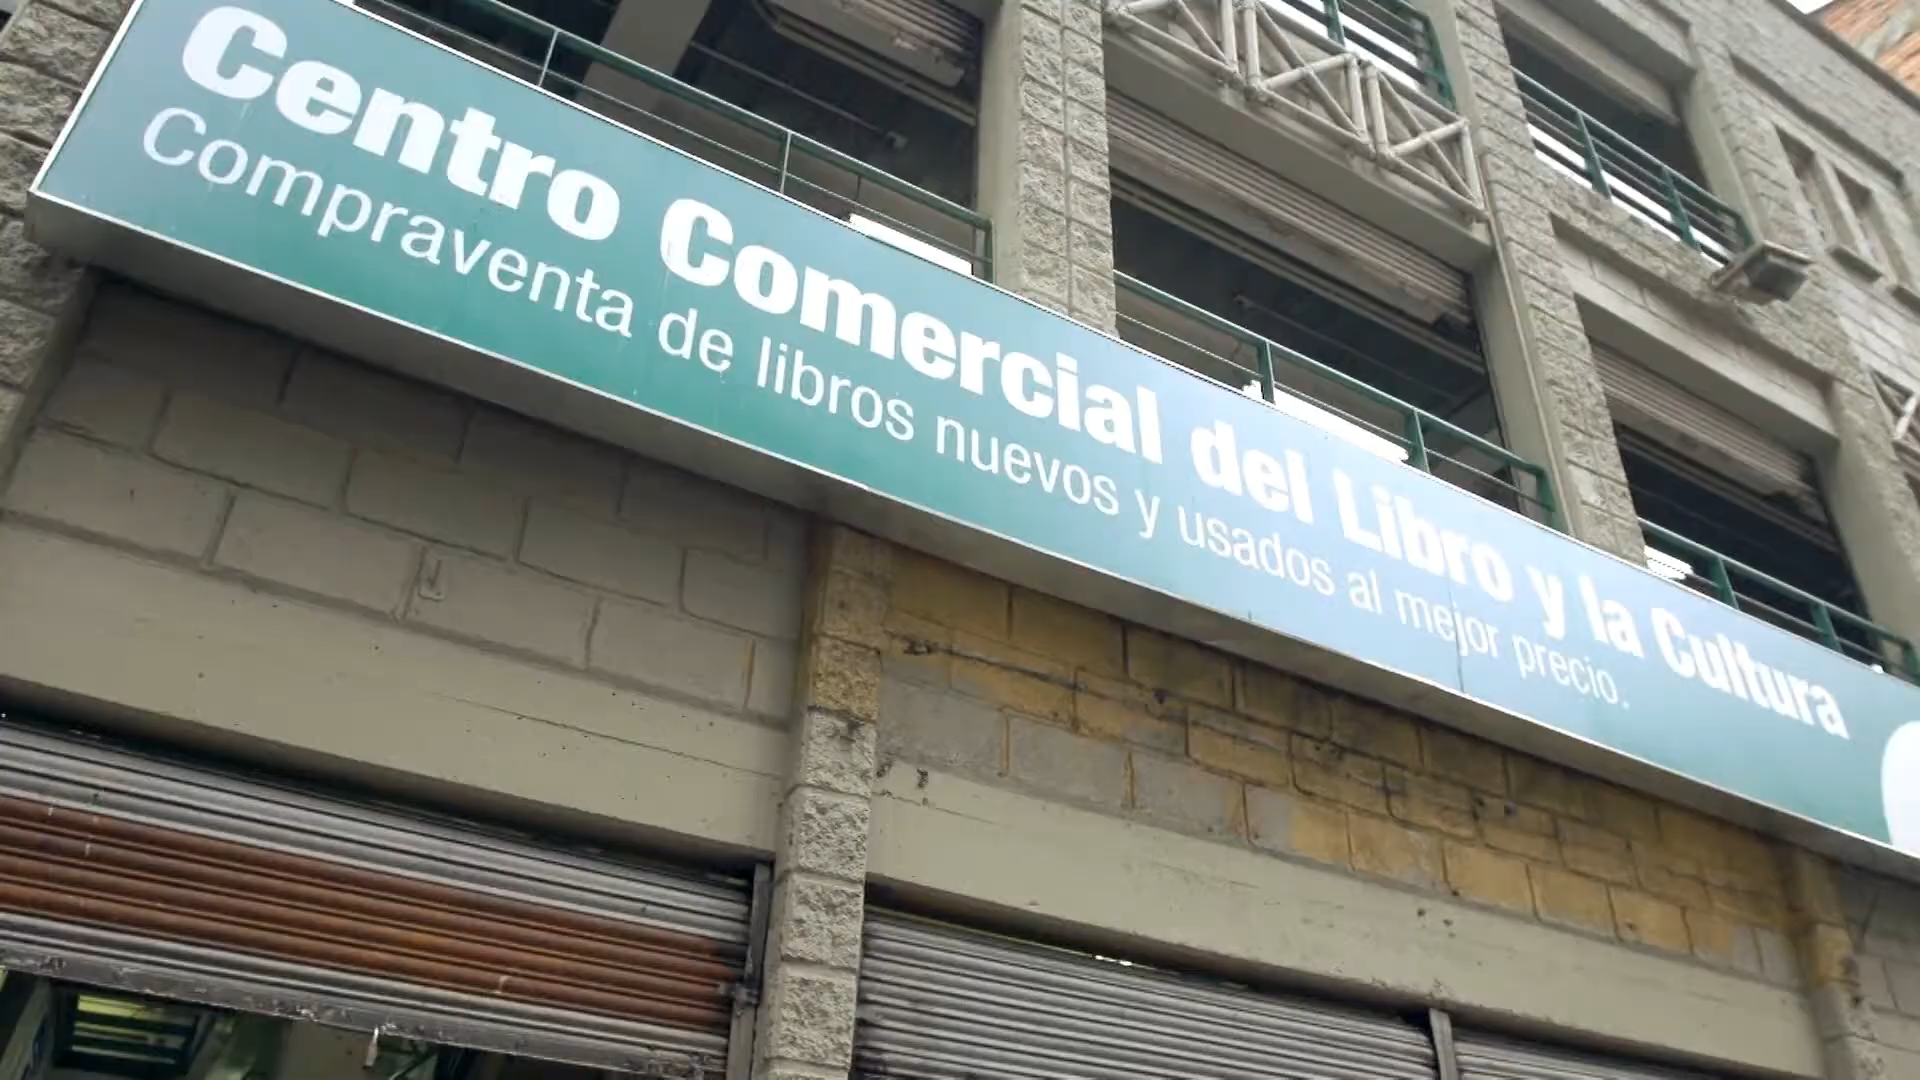 Centro Comercial del Libro y la Cultura
Compraventa de libros nuevos y usados al mejor precio.